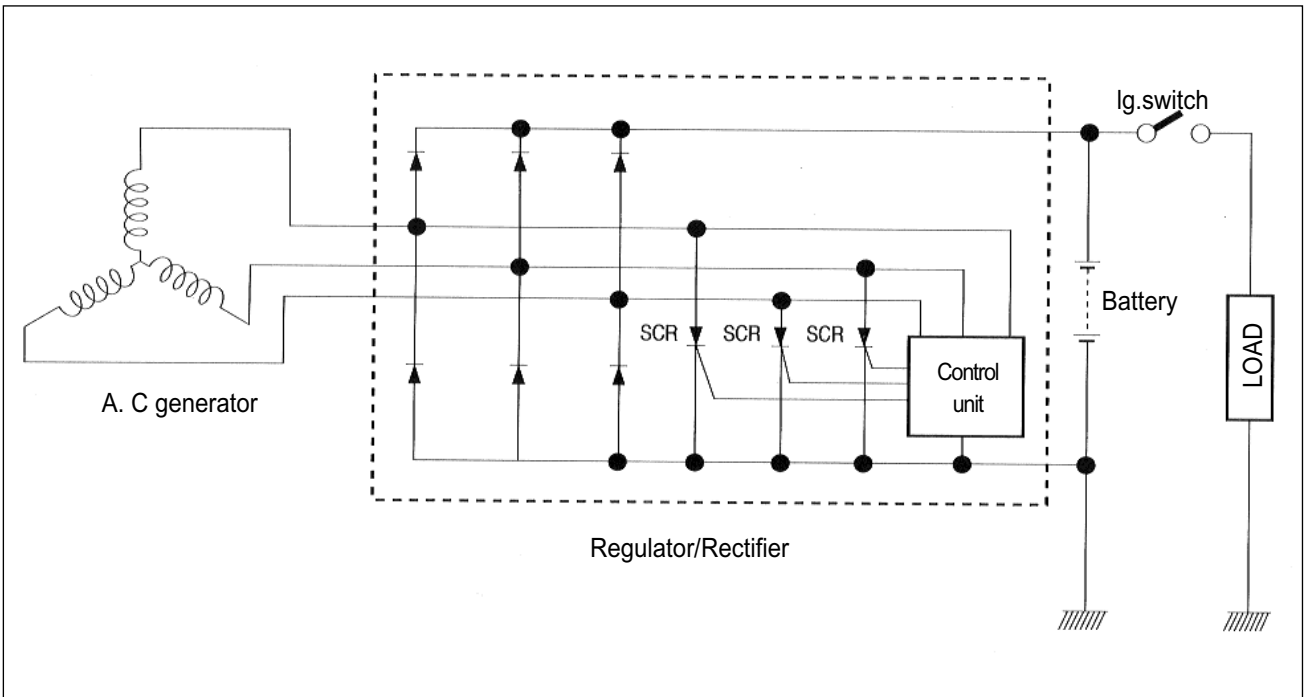 Ig.switch
Battery
SCR SCR SCR
LOAD
Control
unit
A. C generator
Regulator/Rectifier